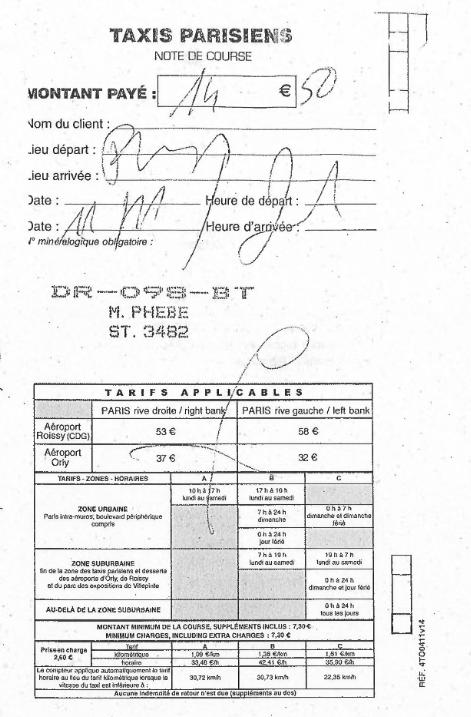 TAXIS PARISIENS
NOTE DE COURSE
MONTANT PAYÉ : 14 € 50
Nom du client :
Lieu départ :
Lieu arrivée :
Date : Heure de départ :
Date : Heure d'arrivée :
N° minéralogique obligatoire :
DR-098-BT
M. PHEBE
ST. 3482
TARIFS APPLICABLES
PARIS rive droite / right bank PARIS rive gauche / left bank
Aéroport Roissy (CDG) 53 € 58 €
Aéroport Orly 37 € 32 €
TARIFS - ZONES - HORAIRES A B C
ZONE URBAINE
Paris intra-muros, boulevard périphérique
compris
10 h à 17 h
lundi au samedi
17 h à 10 h
lundi au samedi
7 h à 24 h
dimanche
0 h à 7 h
dimanche et dimanche
férié
0 h à 24 h
jour férié
ZONE SUBURBAINE
fin de la zone des taxis parisiens et desserte
des aéroports d'Orly, de Roissy
et du parc des expositions de Villepinte
7 h à 19 h
lundi au samedi
19 h à 7 h
lundi au samedi
0 h à 24 h
dimanche et jour férié
AU-DELÀ DE LA ZONE SUBURBAINE
0 h à 24 h
tous les jours
MONTANT MINIMUM DE LA COURSE, SUPPLÉMENTS INCLUS : 7,30 €
MINIMUM CHARGES, INCLUDING EXTRA CHARGES : 7,30 €
Prise en charge
2,60 €
Tarif A B C
kilométrique €/km €/km €/km
horaire 33,40 €/h 42,41 €/h €/h
Le compteur applique automatiquement le tarif
horaire au lieu du tarif kilométrique lorsque la
vitesse du taxi est inférieure à :
30,72 km/h 30,73 km/h 22,35 km/h
Aucune indemnité de retour n'est due (suppléments au dos)
RÉF. 4TQ0411v14